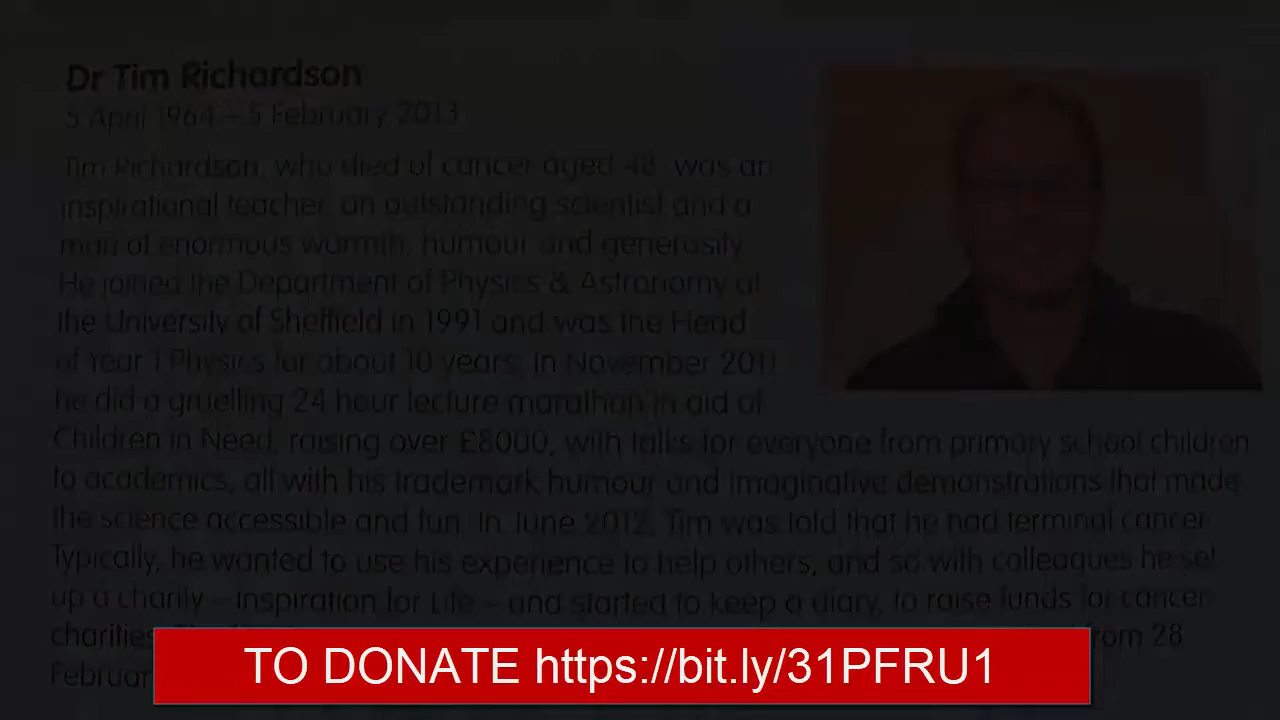 Dr Tim Richardson
5 April 1964 – 5 February 2013
Tim Richardson, who died of cancer aged 48, was an
inspirational teacher, an outstanding scientist and a
man of enormous warmth, humour and generosity.
He joined the Department of Physics & Astronomy at
the University of Sheffield in 1991 and was the Head
of Year 1 Physics for about 10 years. In November 2011
he did a gruelling 24 hour lecture marathon in aid of
Children in Need, raising over £8000, with talks for everyone from primary school children
to academics, all with his trademark humour and imaginative demonstrations that made
the science accessible and fun. In June 2012, Tim was told that he had terminal cancer.
Typically, he wanted to use his experience to help others, and so with colleagues he set
up a charity – Inspiration for Life – and started to keep a diary, to raise funds for cancer
charities. from 28
TO DONATE https://bit.ly/31PFRU1